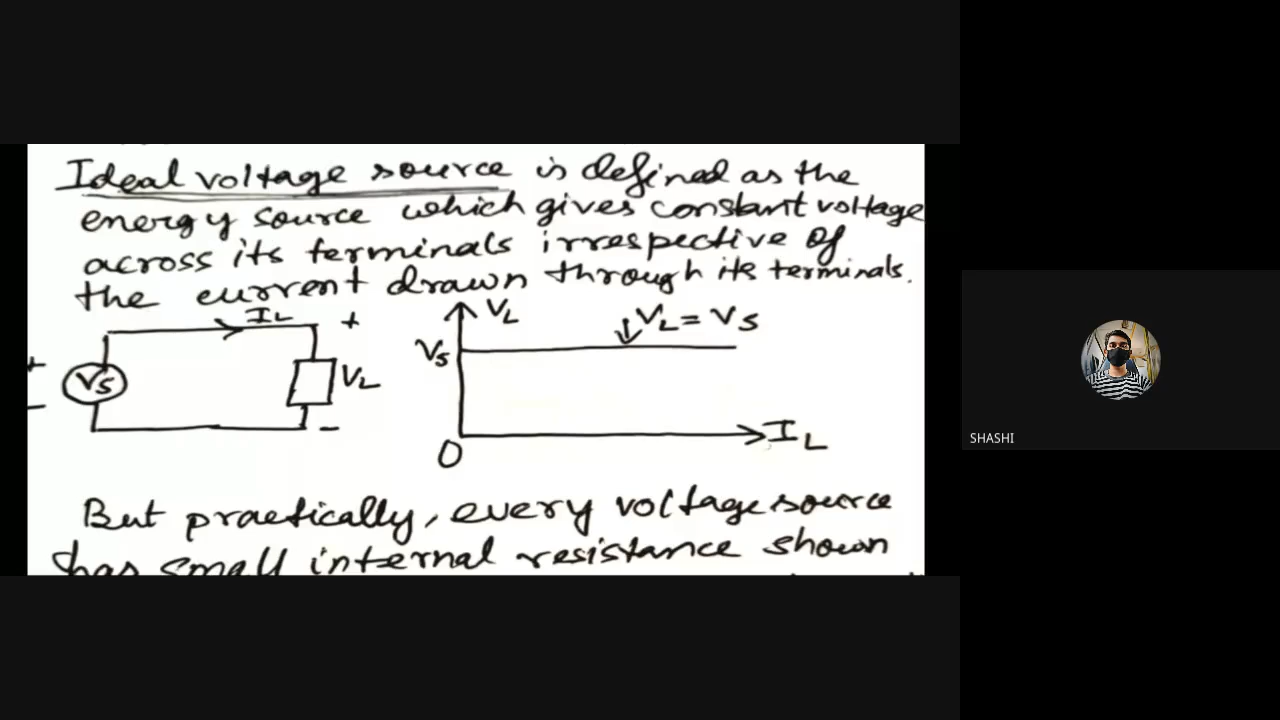 Ideal voltage source is defined as the
energy source which gives constant voltage
across its terminals irrespective of
the current drawn through its terminals.
IL + VL VL = VS
VS
+ VS VL
- -
IL
O
But practically, every voltage source
has small internal resistance shown
SHASHI